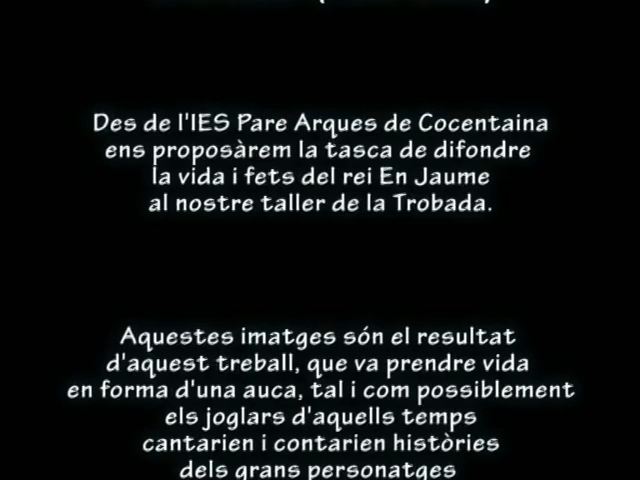 Des de l'IES Pare Arques de Cocentaina
ens proposàrem la tasca de difondre
la vida i fets del rei En Jaume
al nostre taller de la Trobada.
Aquestes imatges són el resultat
d'aquest treball, que va prendre vida
en forma d'una auca, tal i com possiblement
els joglars d'aquells temps
cantarien i contarien històries
dels grans personatges